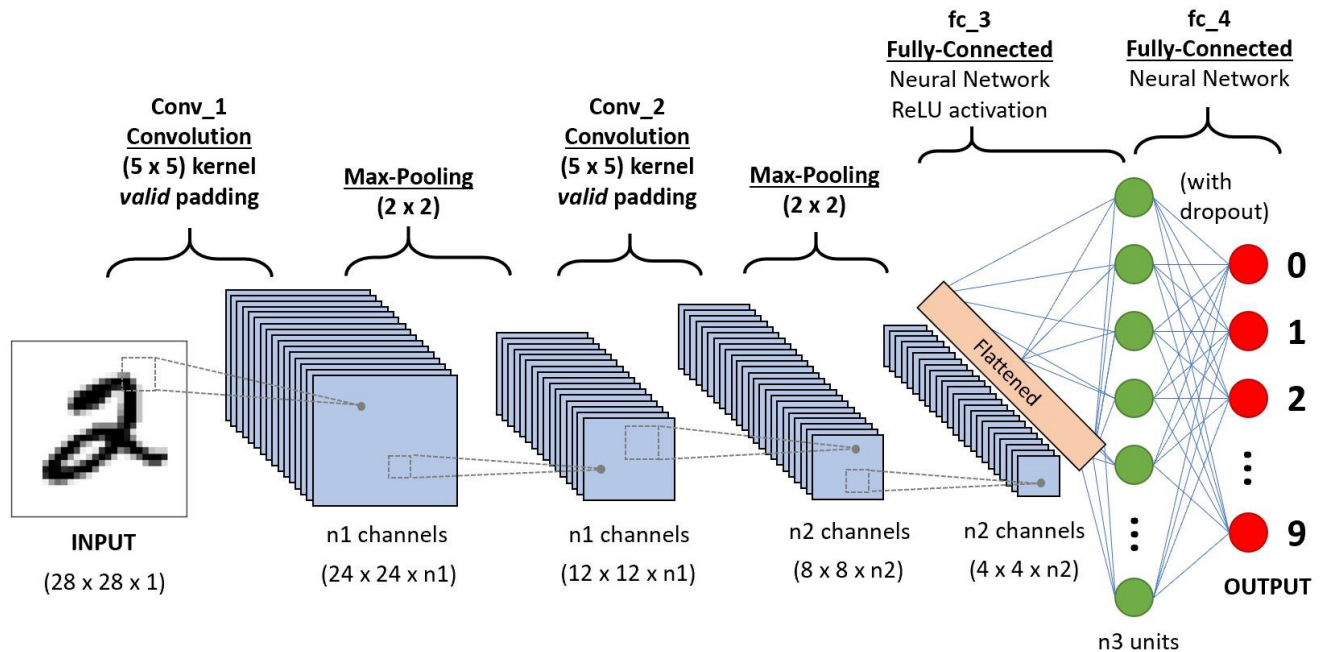 Conv_1
Convolution
(5 x 5) kernel
valid padding
Max-Pooling
(2 x 2)
Conv_2
Convolution
(5 x 5) kernel
valid padding
Max-Pooling
(2 x 2)
fc_3
Fully-Connected
Neural Network
ReLU activation
fc_4
Fully-Connected
Neural Network
(with
dropout)
Flattened
0
1
2
9
OUTPUT
2
INPUT
(28 x 28 x 1)
n1 channels
(24 x 24 x n1)
n1 channels
(12 x 12 x n1)
n2 channels
(8 x 8 x n2)
n2 channels
(4 x 4 x n2)
n3 units